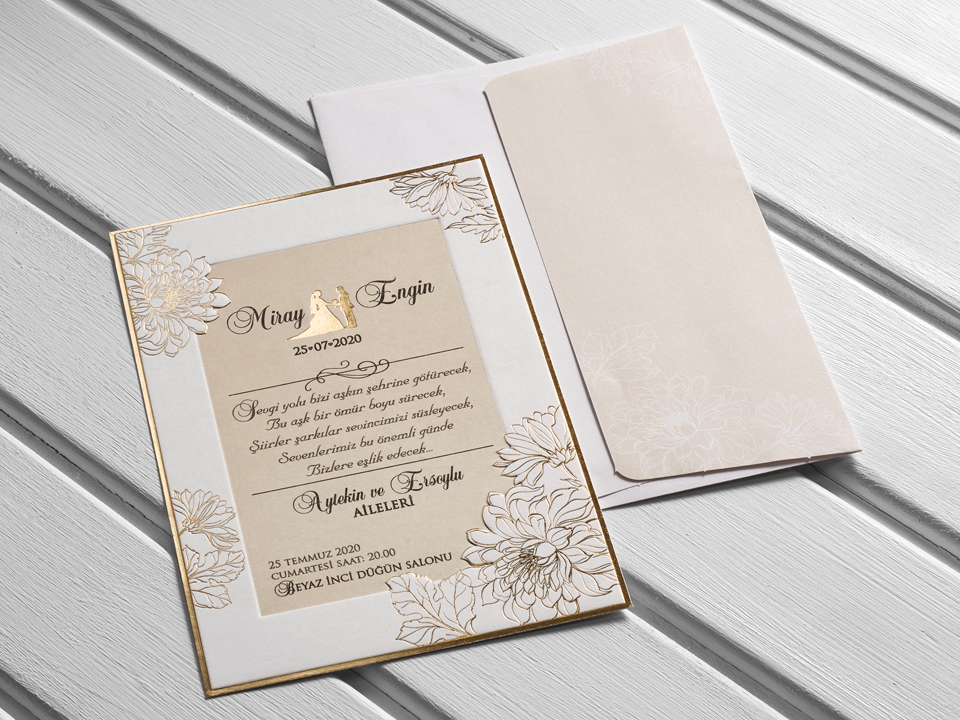 Miray Engin
25•07•2020
Sevgi yolu bizi aşkın şehrine götürecek,
Bu aşk bir ömür boyu sürecek,
Şiirler şarkılar sevincimizi süsleyecek,
Sevenlerimiz bu önemli günde
Bizlere eşlik edecek...
Aytekin ve Ersoylu
AİLELERİ
25 TEMMUZ 2020
CUMARTESİ SAAT: 20.00
BEYAZ İNCİ DÜĞÜN SALONU